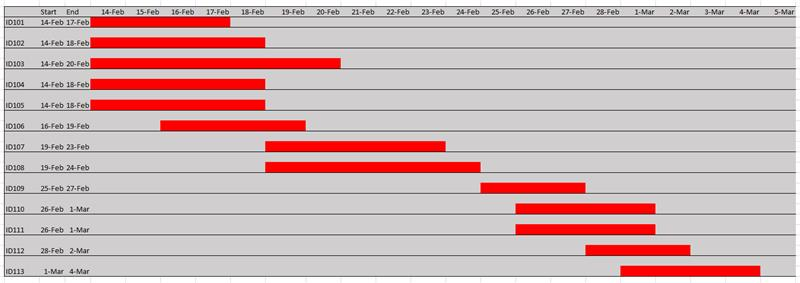 Start End 14-Feb 15-Feb 16-Feb 17-Feb 18-Feb 19-Feb 20-Feb 21-Feb 22-Feb 23-Feb 24-Feb 25-Feb 26-Feb 27-Feb 28-Feb 1-Mar 2-Mar 3-Mar 4-Mar 5-Mar
ID101 14-Feb 17-Feb
ID102 14-Feb 18-Feb
ID103 14-Feb 20-Feb
ID104 14-Feb 18-Feb
ID105 14-Feb 18-Feb
ID106 16-Feb 19-Feb
ID107 19-Feb 23-Feb
ID108 19-Feb 24-Feb
ID109 25-Feb 27-Feb
ID110 26-Feb 1-Mar
ID111 26-Feb 1-Mar
ID112 28-Feb 2-Mar
ID113 1-Mar 4-Mar